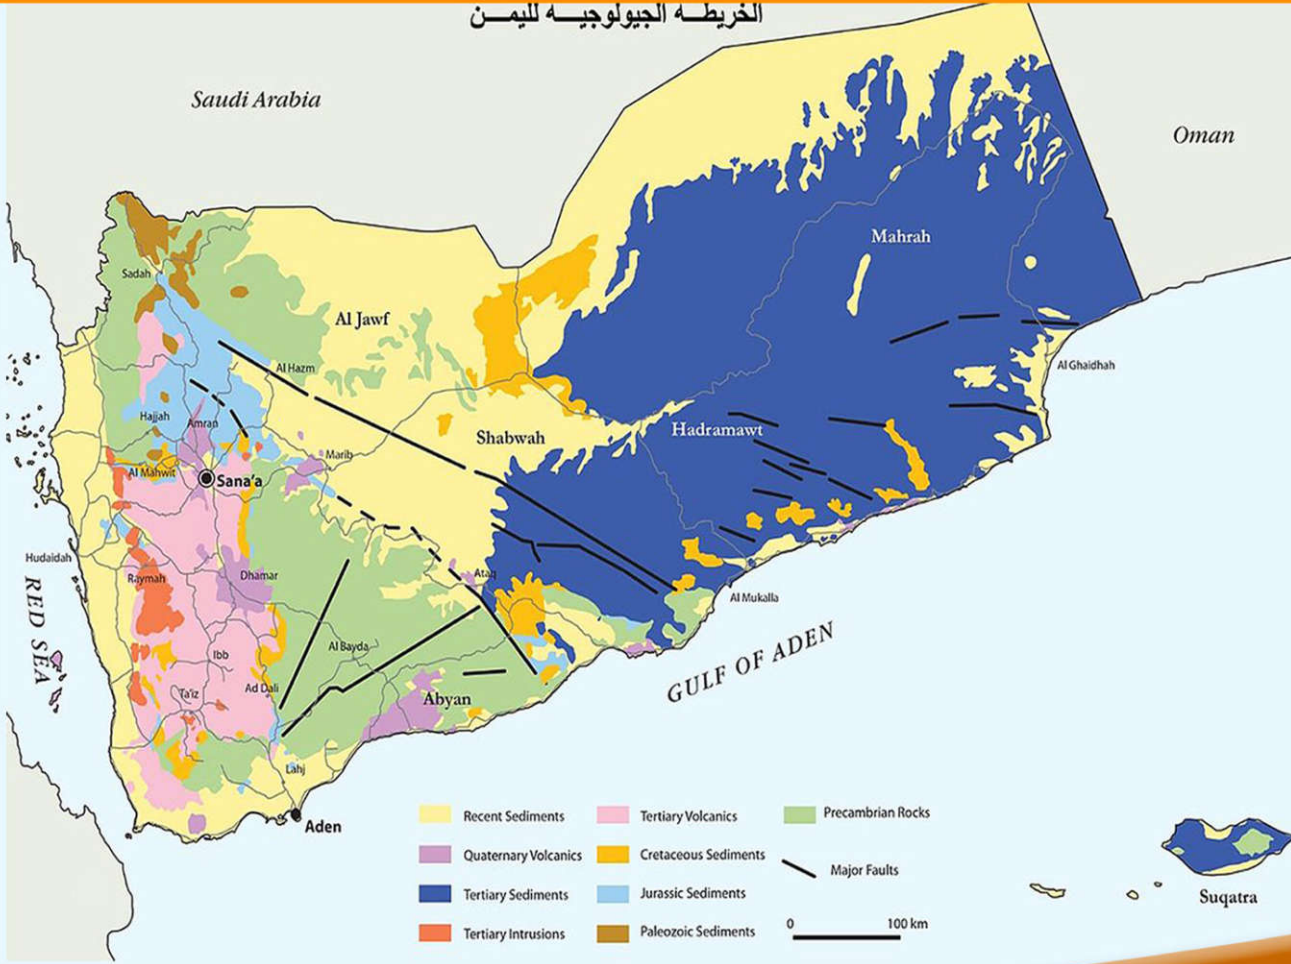 الخريطــة الجيولوجيــة لليمــن
Saudi Arabia
Oman
Mahrah
Sadah
Al Jawf
Al Hazm
Al Ghaidhah
Hajjah
Amran
Shabwah
Hadramawt
Marib
Al Mahwit
Sana'a
Hudaidah
Raymah
Dhamar
Ataq
Al Mukalla
RED SEA
Ibb
Al Bayda
GULF OF ADEN
Ta'iz
Ad Dali
Abyan
Lahj
Aden
Recent Sediments
Tertiary Volcanics
Precambrian Rocks
Quaternary Volcanics
Cretaceous Sediments
Major Faults
Tertiary Sediments
Jurassic Sediments
Suqatra
Tertiary Intrusions
Paleozoic Sediments
0 100 km